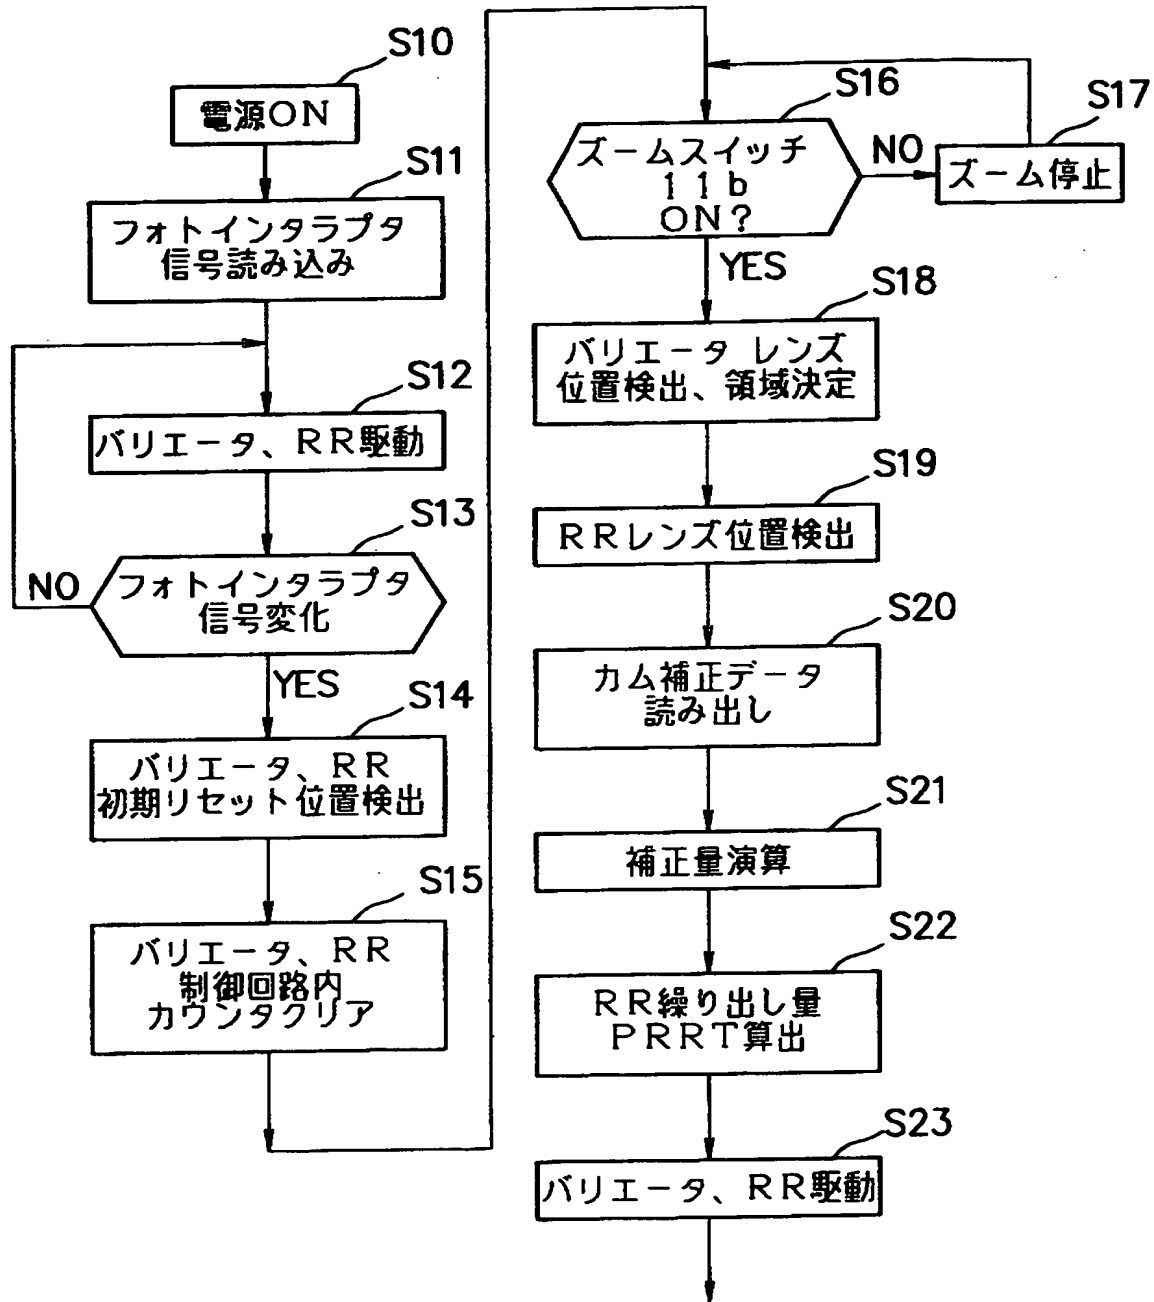 S10
電源ON
S11
フォトインタラプタ
信号読み込み
S12
バリエータ、RR駆動
S13
フォトインタラプタ
信号変化
NO
YES
S14
バリエータ、RR
初期リセット位置検出
S15
バリエータ、RR
制御回路内
カウンタクリア
S16
ズームスイッチ
11b
ON?
NO
S17
ズーム停止
YES
S18
バリエータ レンズ
位置検出、領域決定
S19
RRレンズ位置検出
S20
カム補正データ
読み出し
S21
補正量演算
S22
RR繰り出し量
PRRT算出
S23
バリエータ、RR駆動